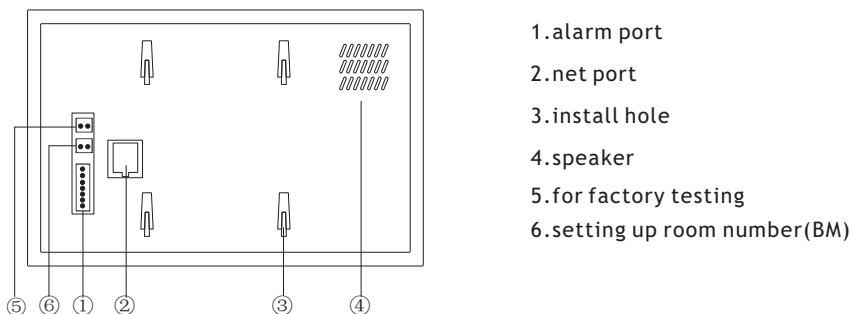 1.alarm port
2.net port
3.install hole
4.speaker
5.for factory testing
6.setting up room number(BM)
⑤ ⑥ ① ② ③ ④